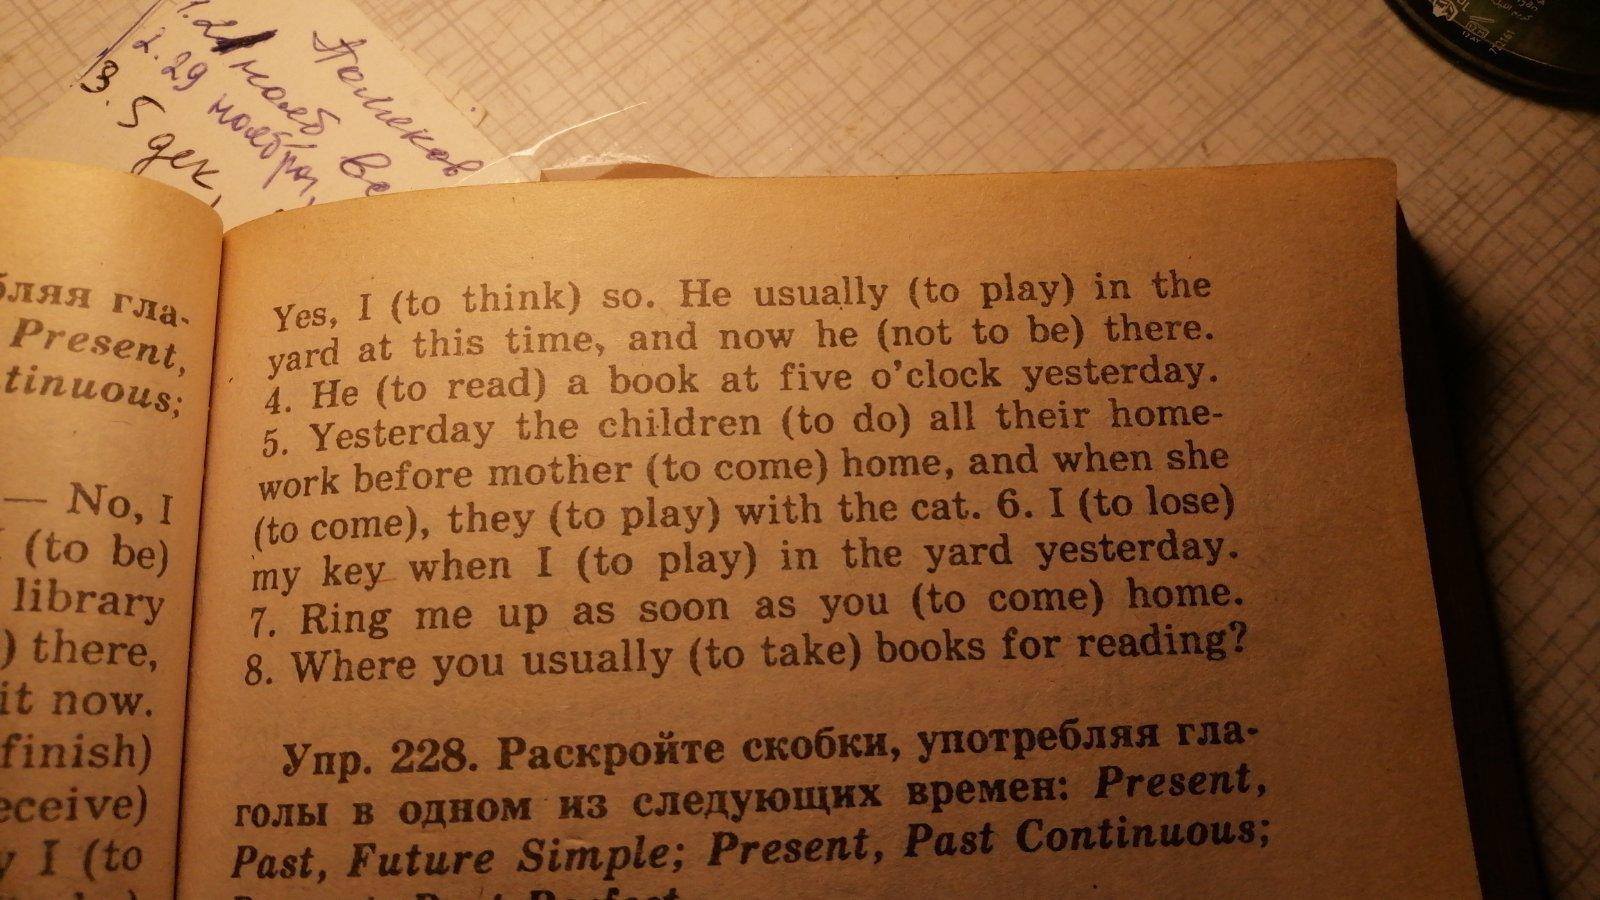 1. 21 нояб
2. 29 ноября,
3. 5 дек,
бляя гла-
Present,
tinuous;
— No, I
(to be)
library
) there,
it now.
finish)
eceive)
y I (to
Yes, I (to think) so. He usually (to play) in the
yard at this time, and now he (not to be) there.
4. He (to read) a book at five o'clock yesterday.
5. Yesterday the children (to do) all their home-
work before mother (to come) home, and when she
(to come), they (to play) with the cat. 6. I (to lose)
my key when I (to play) in the yard yesterday.
7. Ring me up as soon as you (to come) home.
8. Where you usually (to take) books for reading?
Упр. 228. Раскройте скобки, употребляя гла-
голы в одном из следующих времен: Present,
Past, Future Simple; Present, Past Continuous;